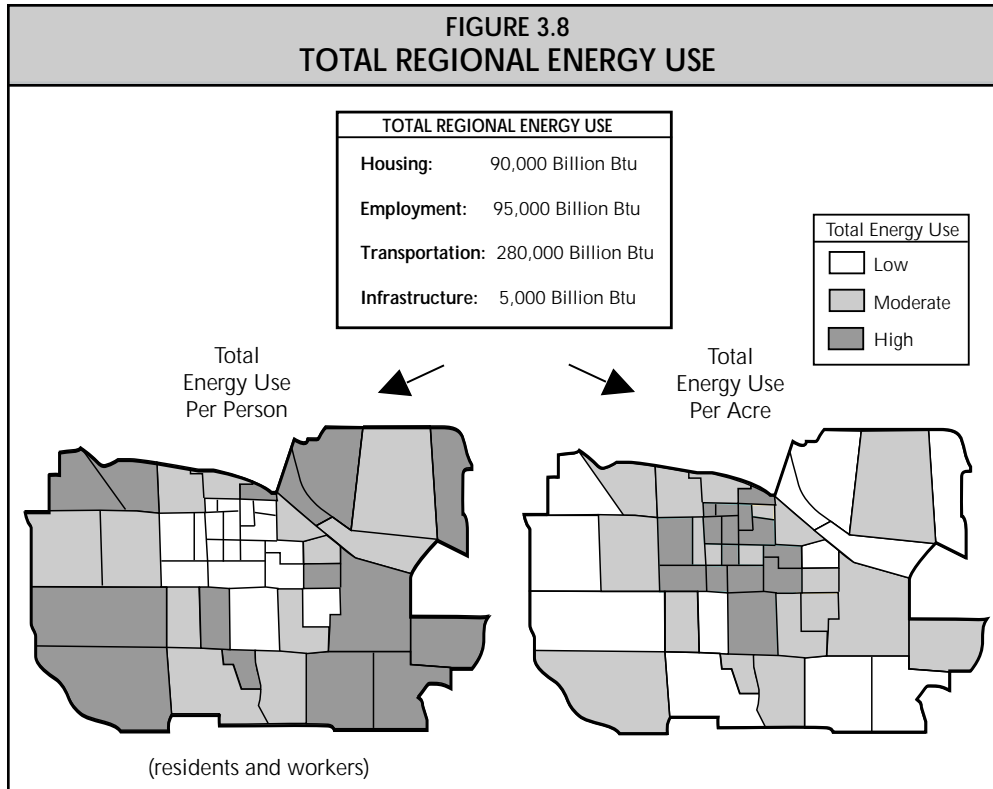 FIGURE 3.8
TOTAL REGIONAL ENERGY USE
TOTAL REGIONAL ENERGY USE
Housing: 90,000 Billion Btu
Employment: 95,000 Billion Btu
Transportation: 280,000 Billion Btu
Infrastructure: 5,000 Billion Btu
Total Energy Use
Low
Moderate
High
Total
Energy Use
Per Person
Total
Energy Use
Per Acre
(residents and workers)